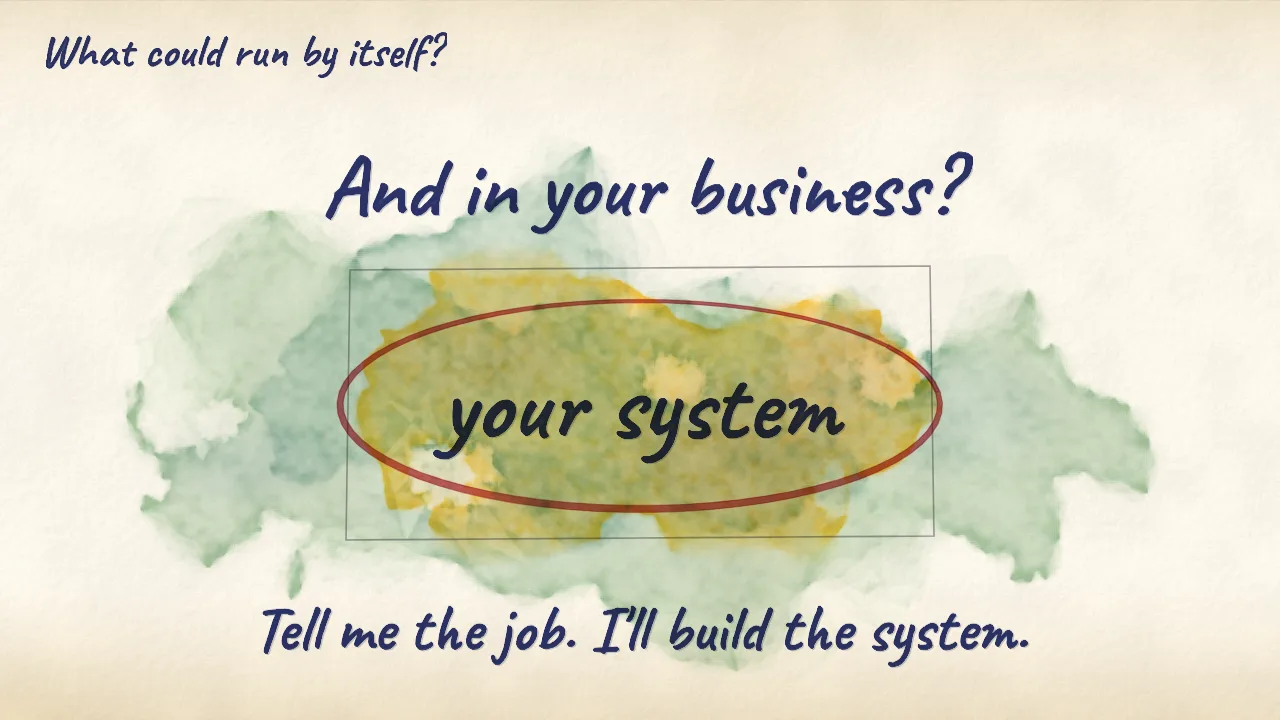 What could run by itself?
And in your business?
your system
Tell me the job. I'll build the system.